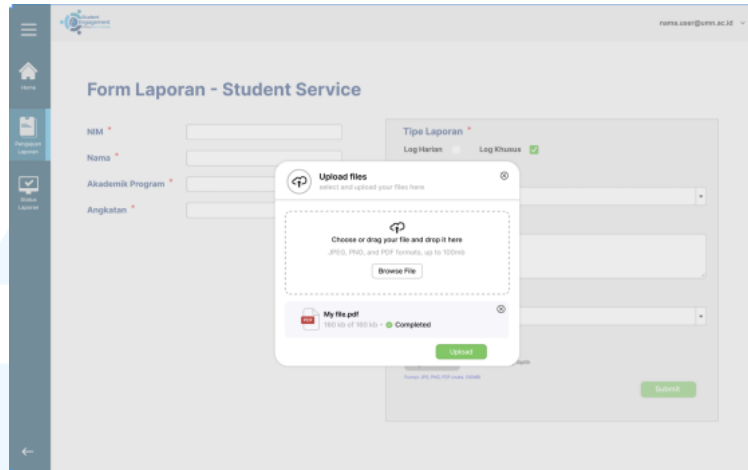 Student
Engagement
nama.user@umn.ac.id
Home
Pengajuan
Laporan
Status
Laporan
Form Laporan - Student Service
NIM *
Nama *
Akademik Program *
Angkatan *
Tipe Laporan *
Log Harian
Log Khusus
Upload files
select and upload your files here
Choose or drag your file and drop it here
JPEG, PNG, and PDF formats, up to 100mb
Browse File
PDF
My file.pdf
160 kb of 160 kb •
Completed
Upload
Submit